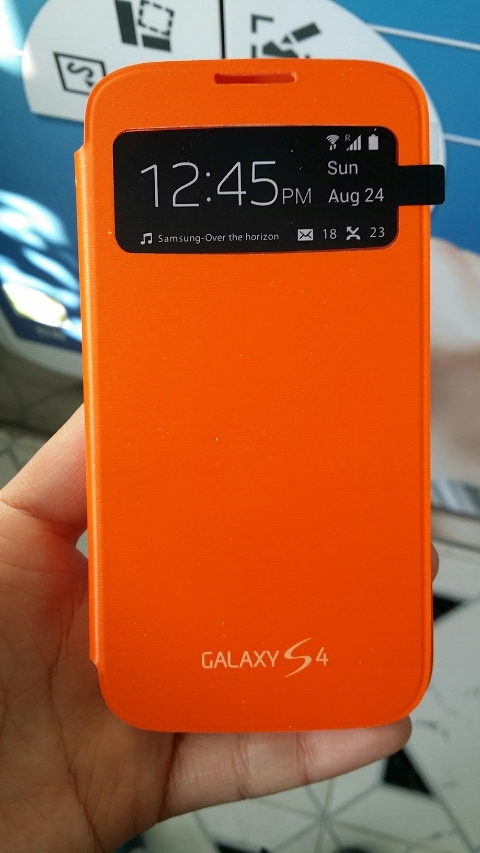 12:45PM
Sun
Aug 24
Samsung-Over the horizon
18
23
GALAXY S4